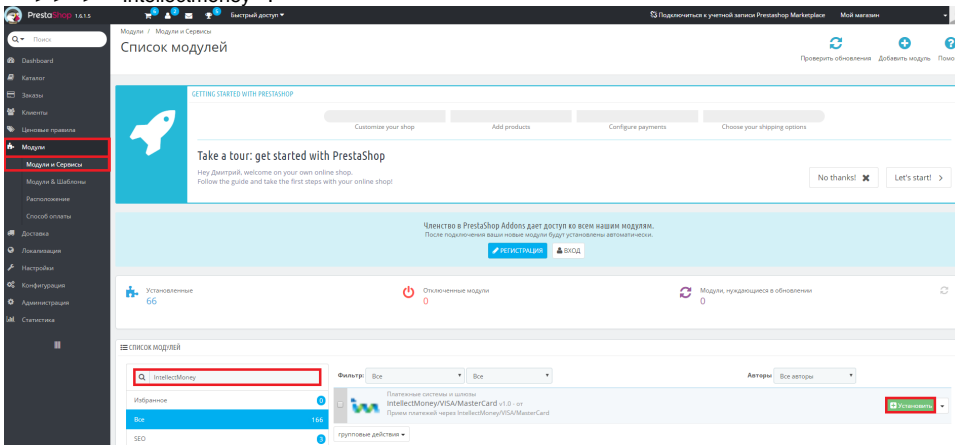 PrestaShop 1.6.1.5
Быстрый доступ
Подключиться к учетной записи Prestashop Marketplace
Мой магазин
Поиск
Dashboard
Каталог
Заказы
Клиенты
Ценовые правила
Модули
Модули и Сервисы
Модули & Шаблоны
Расположение
Способ оплаты
Доставка
Локализация
Настройки
Конфигурация
Администрация
Статистика
Модули / Модули и Сервисы
Список модулей
Проверить обновления
Добавить модуль
GETTING STARTED WITH PRESTASHOP
Customize your shop
Add products
Configure payments
Choose your shipping options
Take a tour: get started with PrestaShop
Hey Дмитрий, welcome on your own online shop.
Follow the guide and take the first steps with your online shop!
No thanks!
Let's start!
Членство в PrestaShop Addons дает доступ ко всем нашим модулям.
После подключения ваши новые модули будут установлены автоматически.
РЕГИСТРАЦИЯ
ВХОД
Установленные
66
Отключенные модули
0
Модули, нуждающиеся в обновлении
0
СПИСОК МОДУЛЕЙ
IntellectMoney
Избранное 0
Все 166
SEO 3
Фильтр: Все Все
Авторы Все авторы
Платежные системы и шлюзы
IntellectMoney/VISA/MasterCard v1.0 - от
Прием платежей через IntellectMoney/VISA/MasterCard
Установить
групповые действия